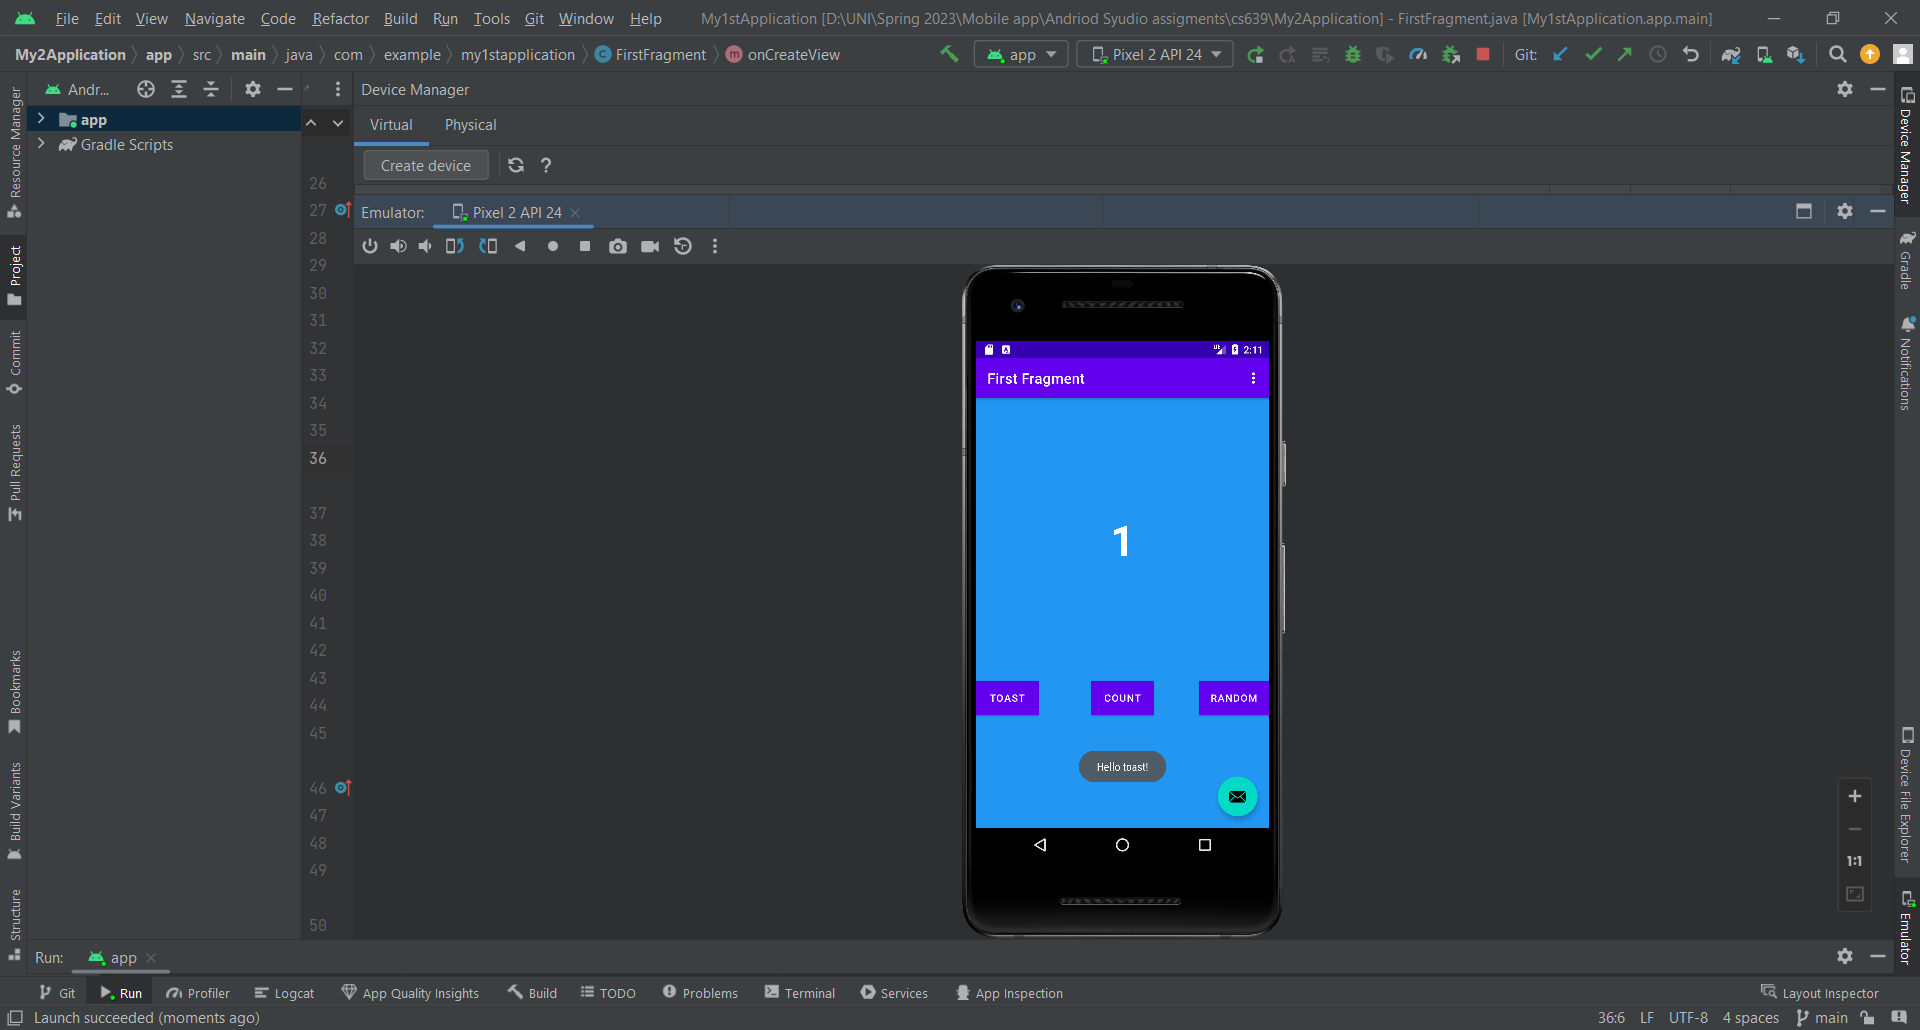 File Edit View Navigate Code Refactor Build Run Tools Git Window Help My1stApplication [D:\UNI\Spring 2023\Mobile app\Andriod Syudio assigments\cs639\My2Application] - FirstFragment.java [My1stApplication.app.main]
My2Application app src main java com example my1stapplication C FirstFragment m onCreateView app Pixel 2 API 24 Git:
Andr... Device Manager
app
Gradle Scripts
Virtual Physical
Create device ?
Emulator: Pixel 2 API 24
26
27
28
29
30
31
32
33
34
35
36
37
38
39
40
41
42
43
44
45
46
47
48
49
50
2:11
First Fragment
1
TOAST COUNT RANDOM
Hello toast!
1:1
Resource Manager
Project
Commit
Pull Requests
Bookmarks
Build Variants
Structure
Device Manager
Gradle
Notifications
Device File Explorer
Emulator
Run: app
Git Run Profiler Logcat App Quality Insights Build TODO Problems Terminal Services App Inspection Layout Inspector
Launch succeeded (moments ago) 36:6 LF UTF-8 4 spaces main